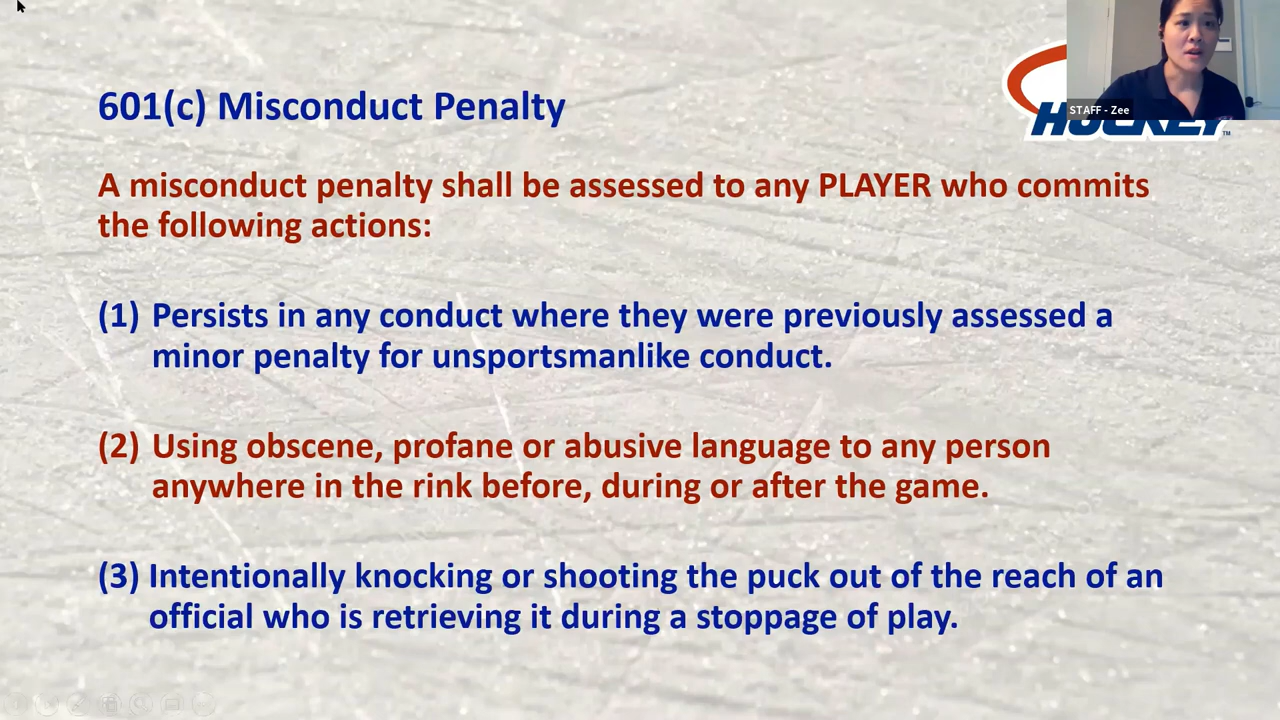 601(c) Misconduct Penalty
STAFF - Zee
HOCKEY
TM
A misconduct penalty shall be assessed to any PLAYER who commits
the following actions:
(1) Persists in any conduct where they were previously assessed a
minor penalty for unsportsmanlike conduct.
(2) Using obscene, profane or abusive language to any person
anywhere in the rink before, during or after the game.
(3) Intentionally knocking or shooting the puck out of the reach of an
official who is retrieving it during a stoppage of play.